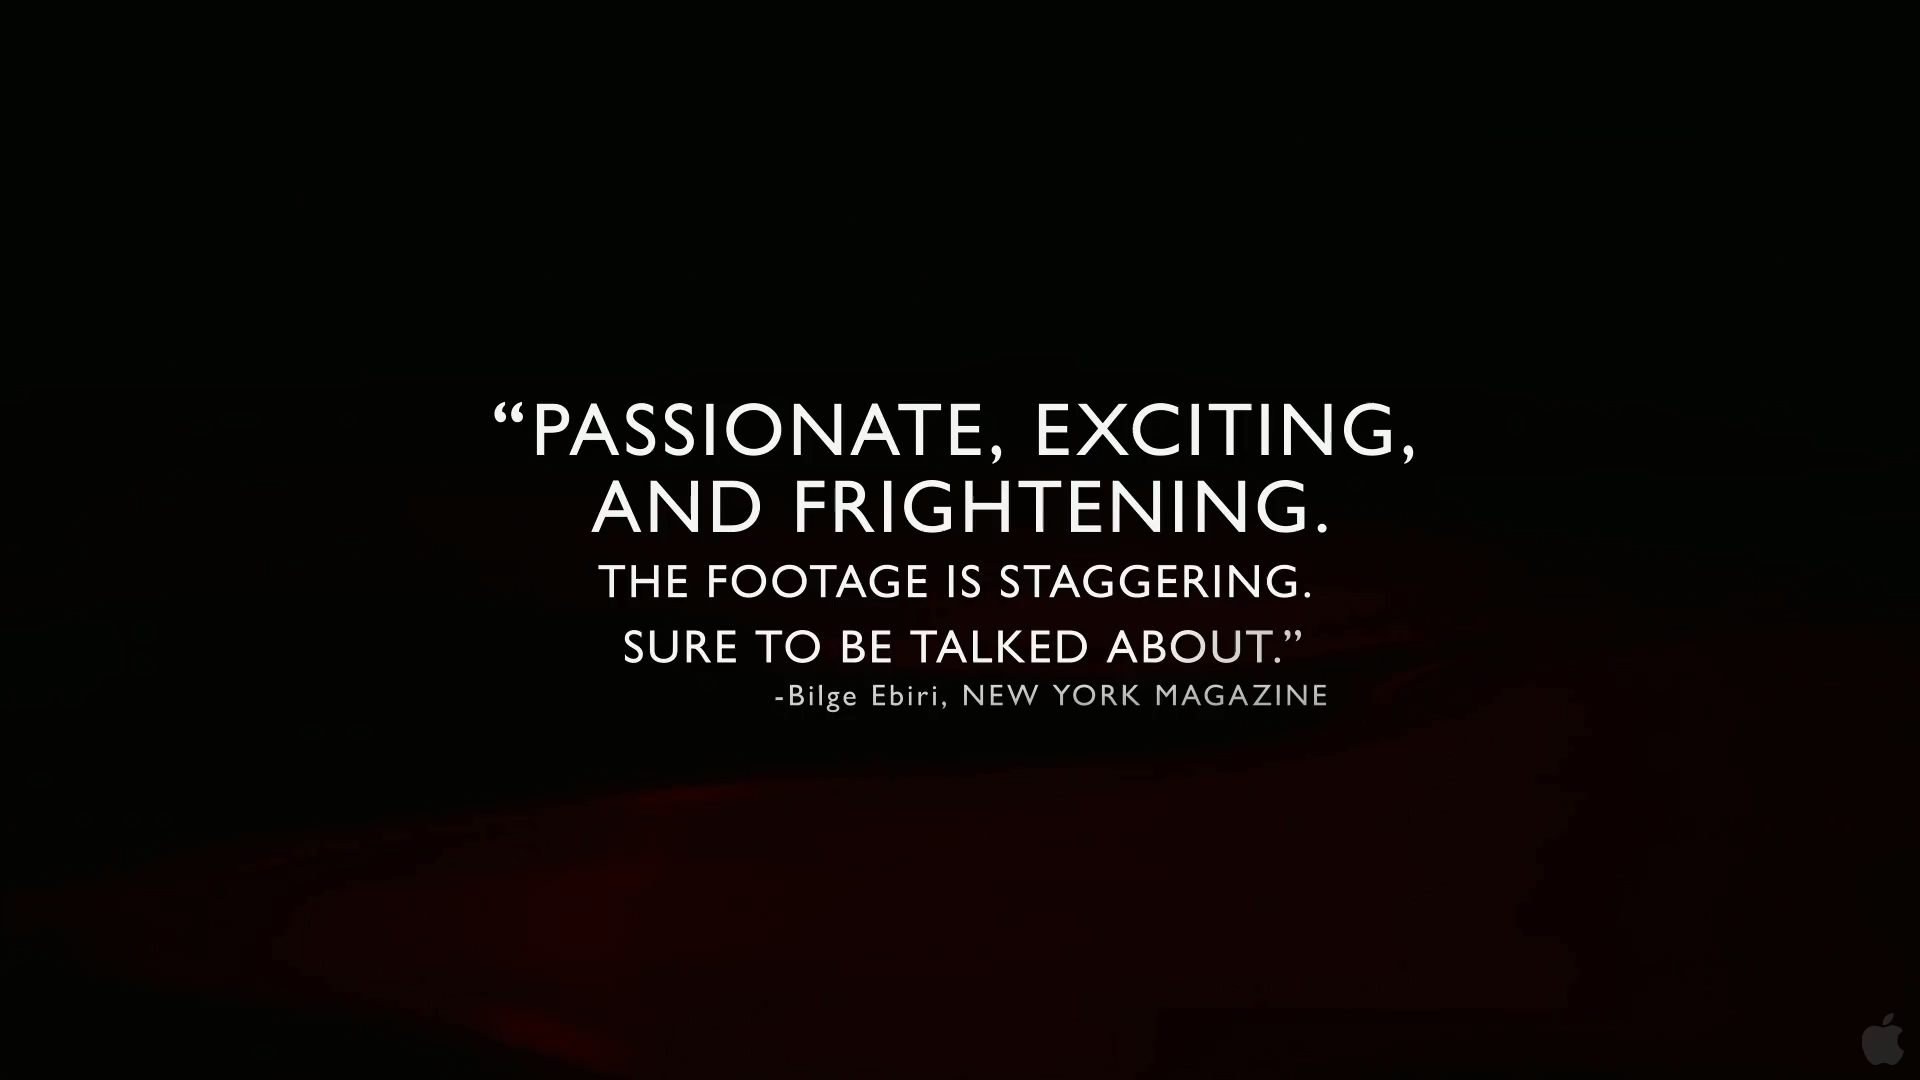 “PASSIONATE, EXCITING,
AND FRIGHTENING.
THE FOOTAGE IS STAGGERING.
SURE TO BE TALKED ABOUT.”
-Bilge Ebiri, NEW YORK MAGAZINE